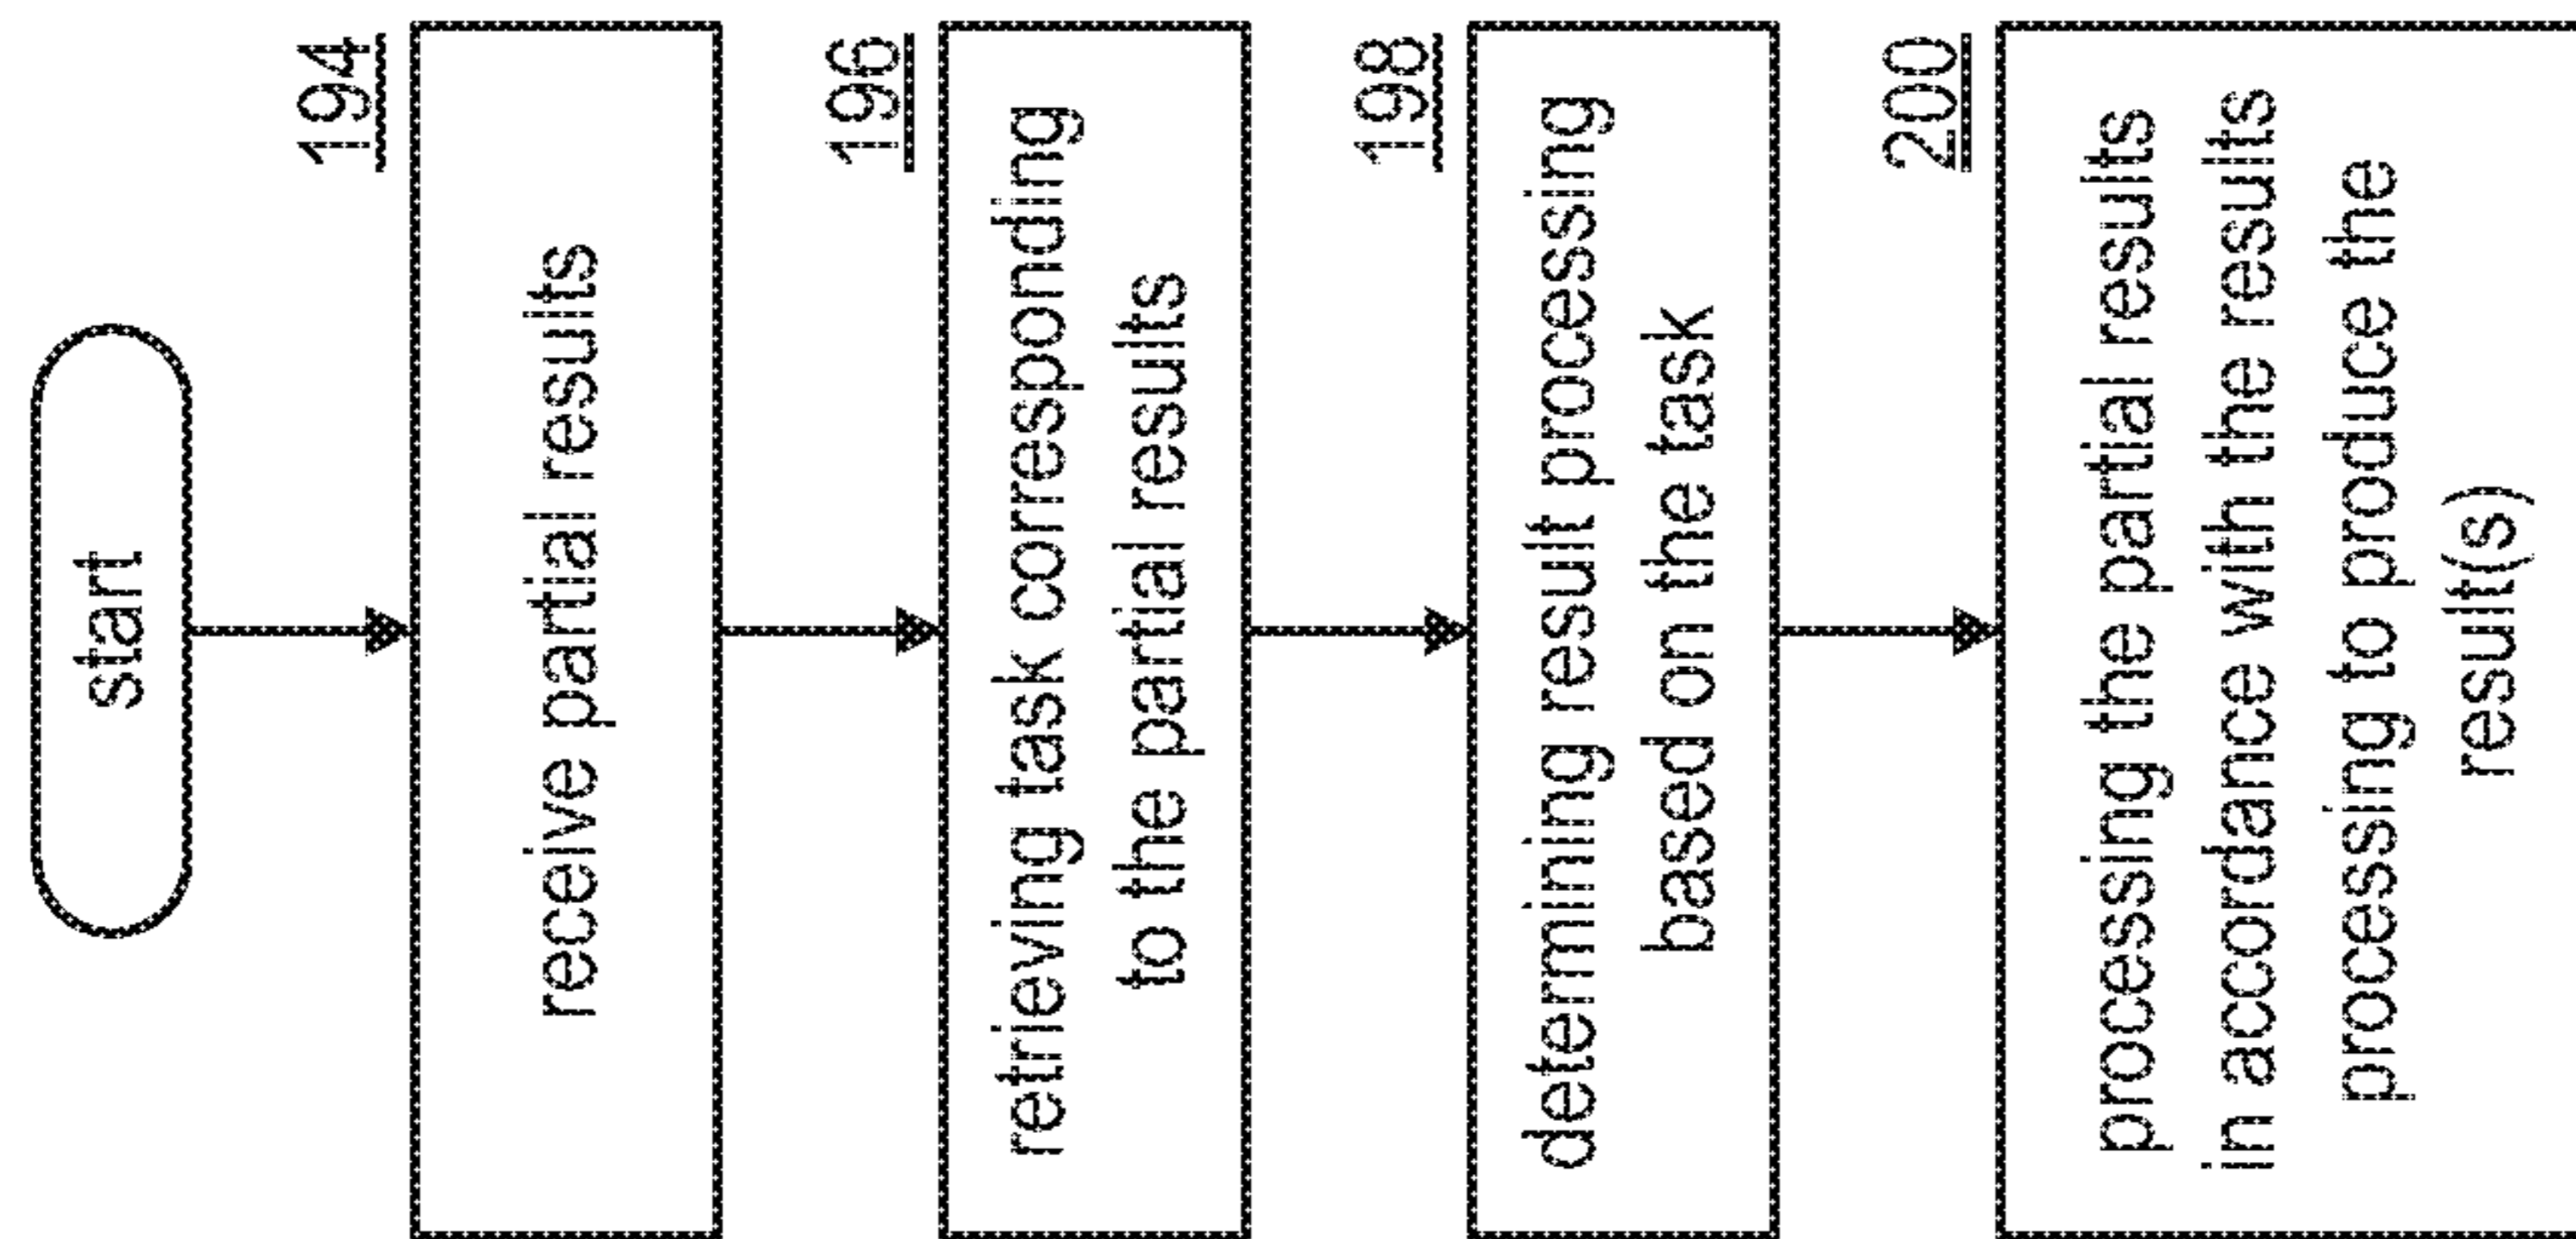 start
194
receive partial results
196
retrieving task corresponding
to the partial results
198
determining result processing
based on the task
200
processing the partial results
in accordance with the results
processing to produce the
result(s)